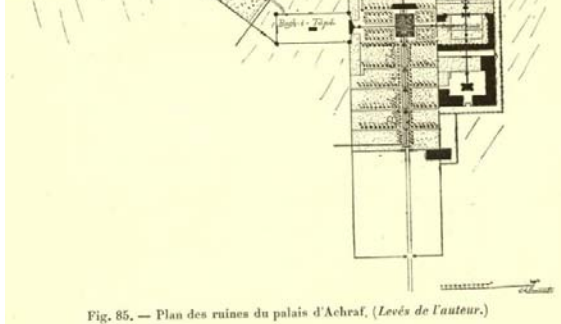 Bagh-i-Tépé
Fig. 85. — Plan des ruines du palais d'Achraf. (Levés de l'auteur.)